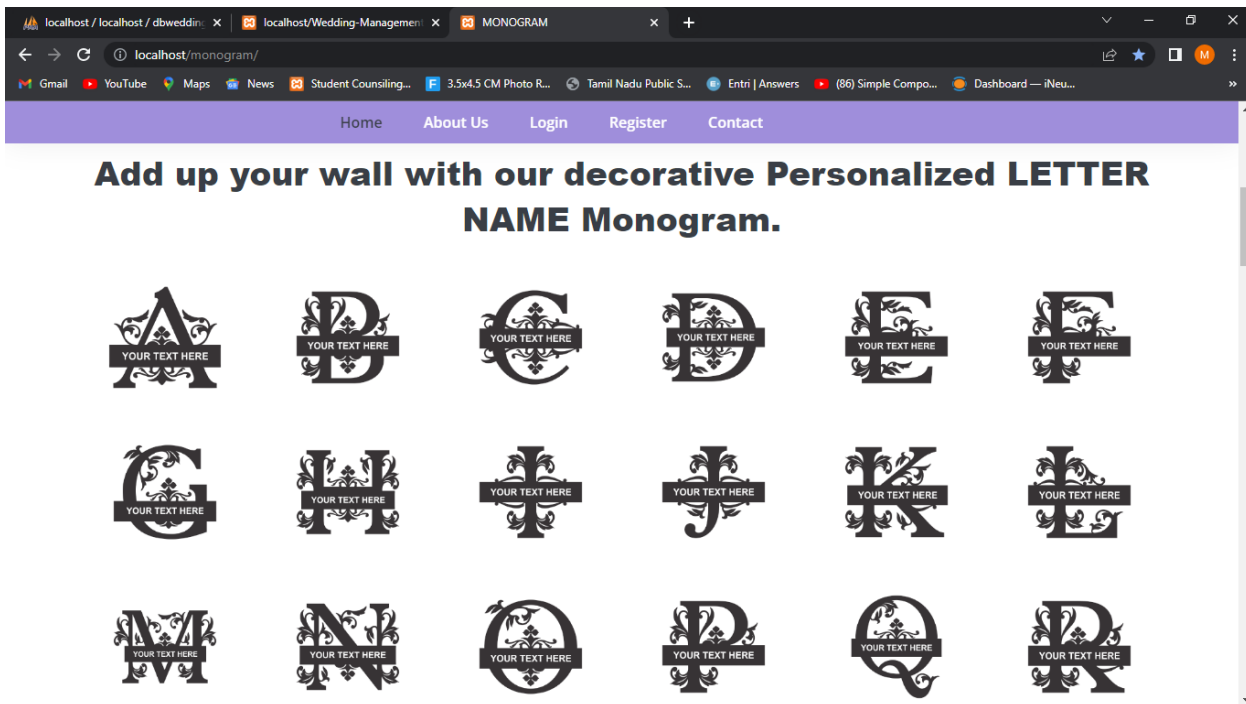 localhost / localhost / dbwedding
localhost/Wedding-Management
MONOGRAM
localhost/monogram/
M
Gmail
YouTube
Maps
News
Student Counsiling...
3.5x4.5 CM Photo R...
Tamil Nadu Public S...
Entri | Answers
(86) Simple Compo...
Dashboard — iNeu...
»
Home
About Us
Login
Register
Contact
Add up your wall with our decorative Personalized LETTER
NAME Monogram.
A
YOUR TEXT HERE
B
YOUR TEXT HERE
C
YOUR TEXT HERE
D
YOUR TEXT HERE
E
YOUR TEXT HERE
F
YOUR TEXT HERE
G
YOUR TEXT HERE
H
YOUR TEXT HERE
I
YOUR TEXT HERE
J
YOUR TEXT HERE
K
YOUR TEXT HERE
L
YOUR TEXT HERE
M
YOUR TEXT HERE
N
YOUR TEXT HERE
O
YOUR TEXT HERE
P
YOUR TEXT HERE
Q
YOUR TEXT HERE
R
YOUR TEXT HERE